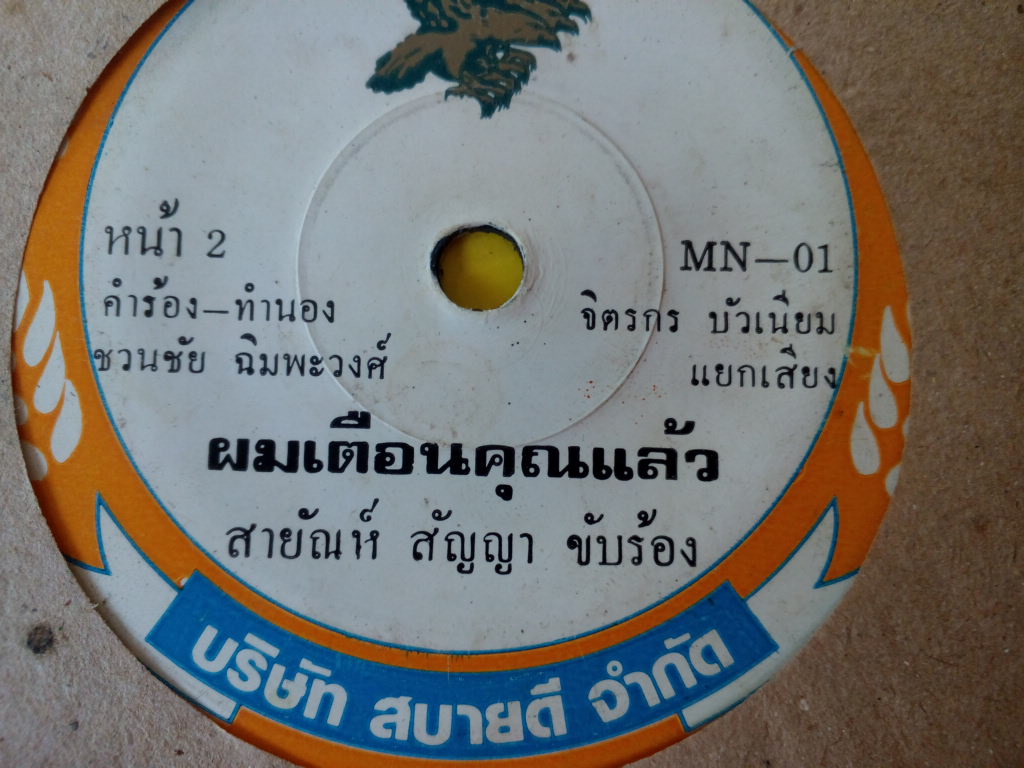 หน้า 2
MN—01
คำร้อง—ทำนอง
จิตรกร บัวเนียม
ชวนชัย ฉิมพะวงศ์
แยกเสียง
ผมเตือนคุณแล้ว
สายัณห์ สัญญา ขับร้อง
บริษัท สบายดี จำกัด